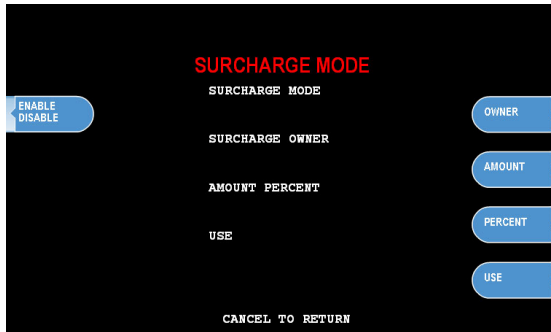 SURCHARGE MODE
SURCHARGE MODE
ENABLE
DISABLE
OWNER
SURCHARGE OWNER
AMOUNT
AMOUNT PERCENT
PERCENT
USE
USE
CANCEL TO RETURN